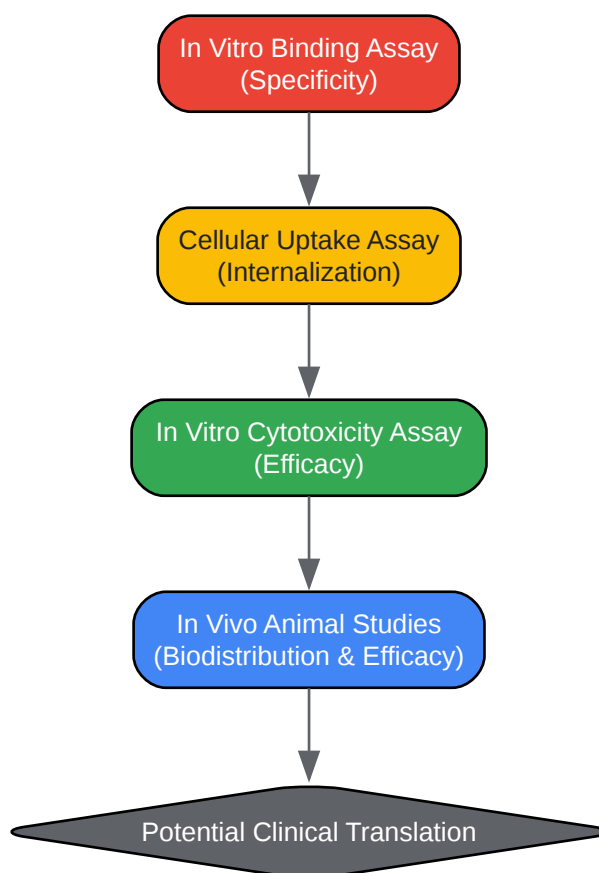 In Vitro Binding Assay
(Specificity)
Cellular Uptake Assay
(Internalization)
In Vitro Cytotoxicity Assay
(Efficacy)
In Vivo Animal Studies
(Biodistribution & Efficacy)
Potential Clinical Translation